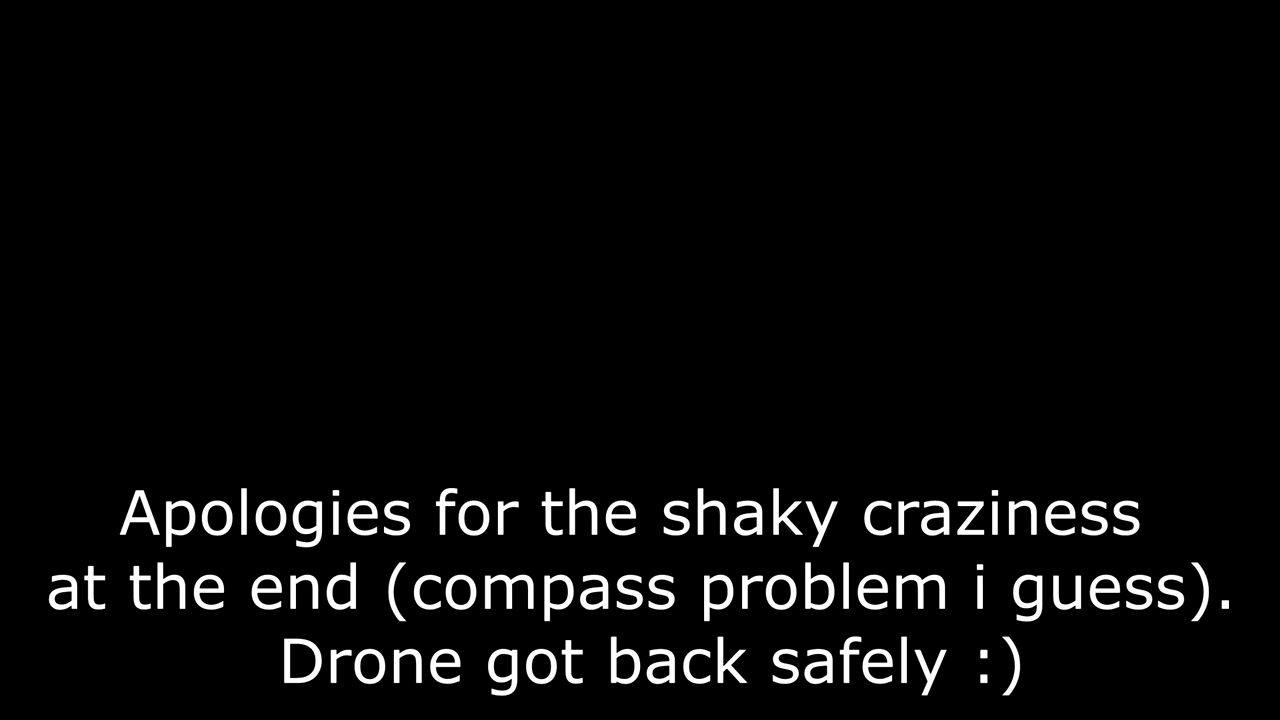 Apologies for the shaky craziness
at the end (compass problem i guess).
Drone got back safely :)